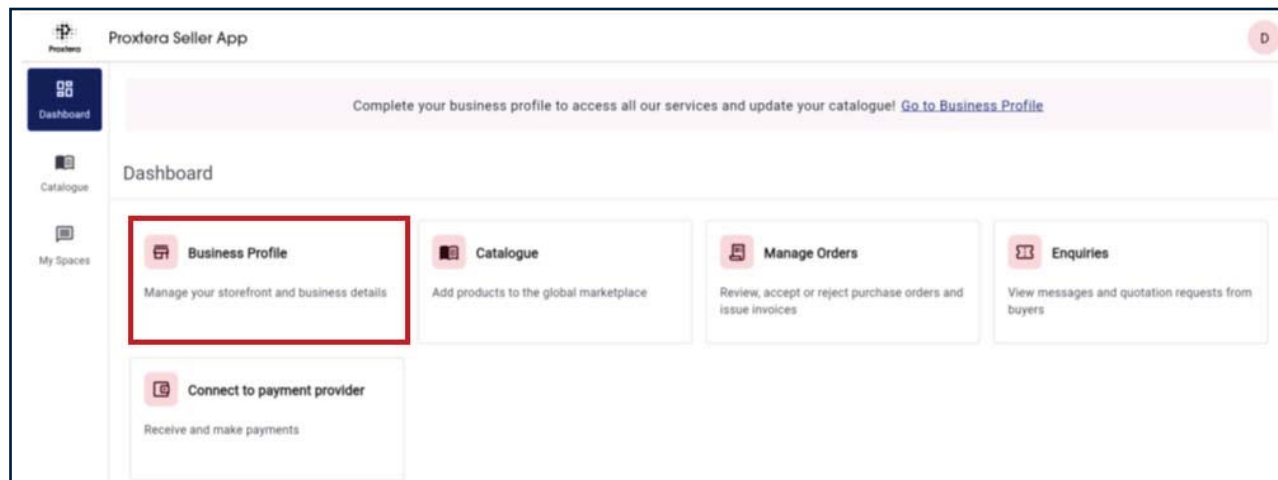 Proxtera
Proxtera Seller App
D
Dashboard
Catalogue
My Spaces
Complete your business profile to access all our services and update your catalogue! Go to Business Profile
Dashboard
Business Profile
Manage your storefront and business details
Catalogue
Add products to the global marketplace
Manage Orders
Review, accept or reject purchase orders and
issue invoices
Enquiries
View messages and quotation requests from
buyers
Connect to payment provider
Receive and make payments